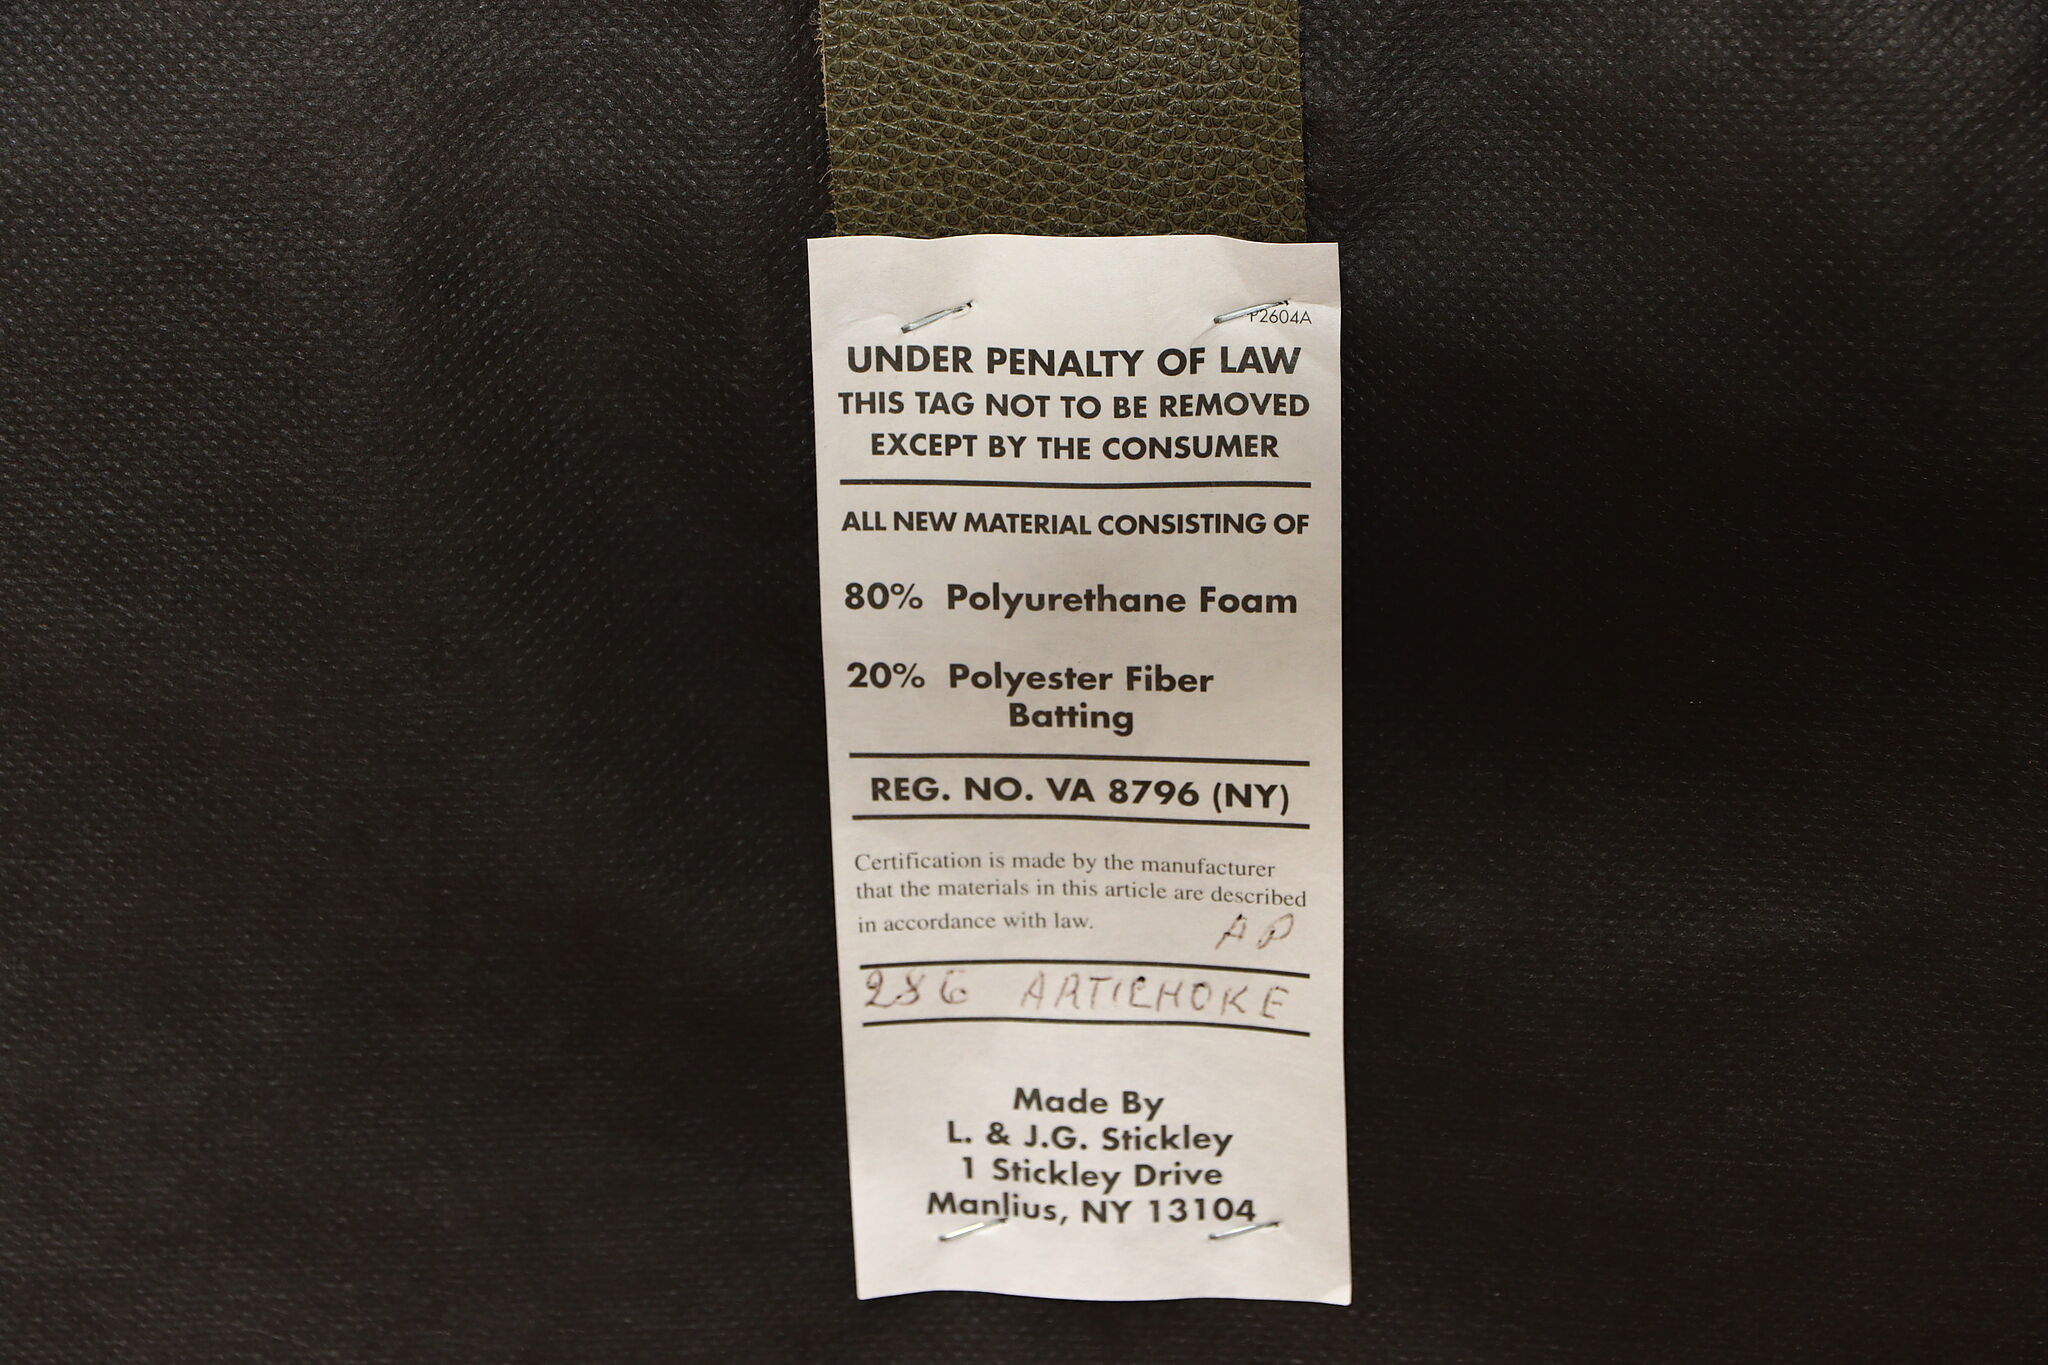 P2604A
UNDER PENALTY OF LAW
THIS TAG NOT TO BE REMOVED
EXCEPT BY THE CONSUMER
ALL NEW MATERIAL CONSISTING OF
80% Polyurethane Foam
20% Polyester Fiber
Batting
REG. NO. VA 8796 (NY)
Certification is made by the manufacturer
that the materials in this article are described
in accordance with law.
AP
286 ARTICHOKE
Made By
L. & J.G. Stickley
1 Stickley Drive
Manlius, NY 13104